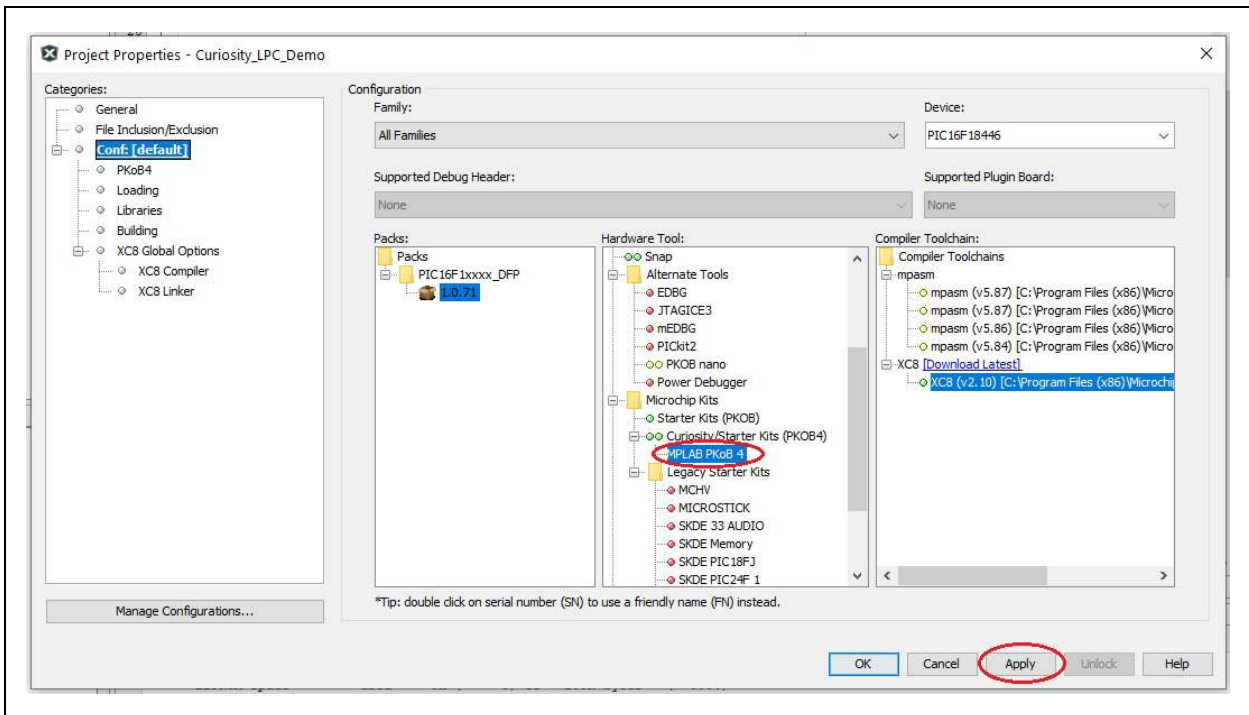 Project Properties - Curiosity_LPC_Demo
Categories:
General
File Inclusion/Exclusion
Conf: [default]
PKoB4
Loading
Libraries
Building
XC8 Global Options
XC8 Compiler
XC8 Linker
Manage Configurations...
Configuration
Family:
All Families
Device:
PIC16F18446
Supported Debug Header:
None
Supported Plugin Board:
None
Packs:
Packs
PIC16F1xxxx_DFP
1.0.71
Hardware Tool:
Snap
Alternate Tools
EDBG
JTAGICE3
mEDBG
PICkit2
PKOB nano
Power Debugger
Microchip Kits
Starter Kits (PKOB)
Curiosity/Starter Kits (PKOB4)
MPLAB PKoB 4
Legacy Starter Kits
MCHV
MICROSTICK
SKDE 33 AUDIO
SKDE Memory
SKDE PIC18FJ
SKDE PIC24F 1
Compiler Toolchain:
Compiler Toolchains
mpasm
mpasm (v5.87) [C:\Program Files (x86)\Micro
mpasm (v5.87) [C:\Program Files (x86)\Micro
mpasm (v5.86) [C:\Program Files (x86)\Micro
mpasm (v5.84) [C:\Program Files (x86)\Micro
XC8 [Download Latest]
XC8 (v2.10) [C:\Program Files (x86)\Microchi
*Tip: double click on serial number (SN) to use a friendly name (FN) instead.
OK Cancel Apply Unlock Help